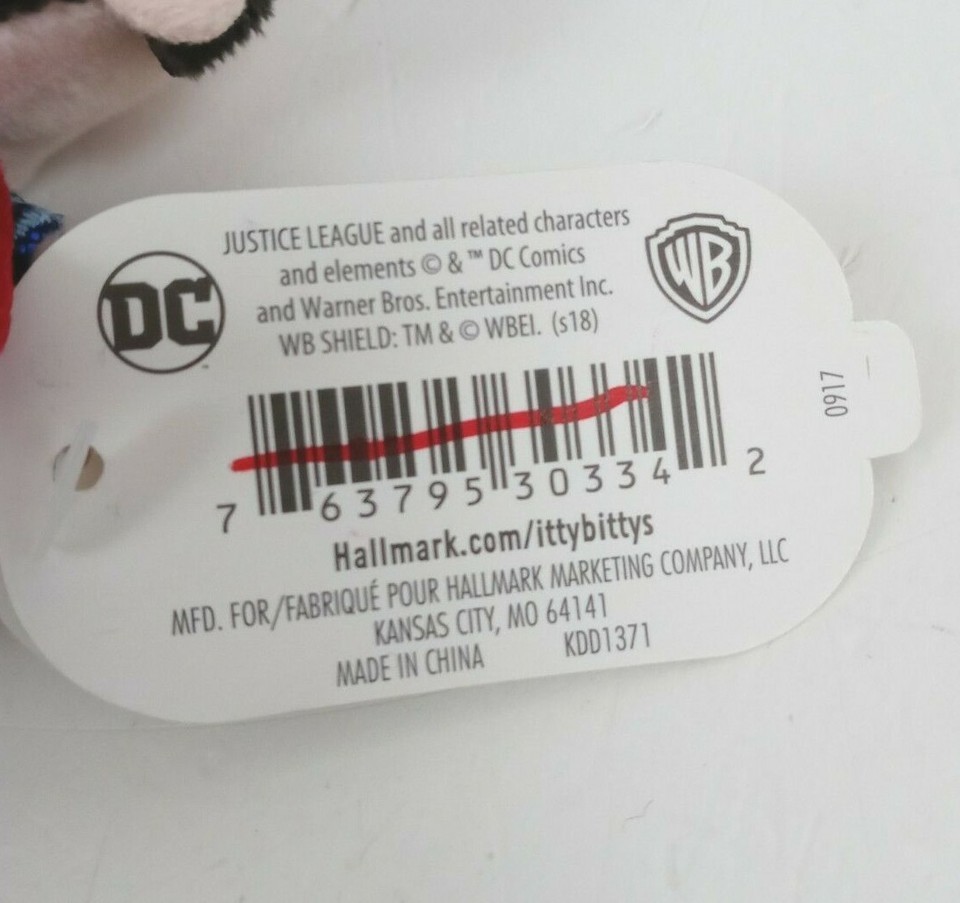 JUSTICE LEAGUE and all related characters
and elements © & ™ DC Comics
and Warner Bros. Entertainment Inc.
WB SHIELD: TM & © WBEI. (s18)
DC
WB
0917
7 63795 30334 2
Hallmark.com/ittybittys
MFD. FOR/FABRIQUÉ POUR HALLMARK MARKETING COMPANY, LLC
KANSAS CITY, MO 64141
MADE IN CHINA KDD1371